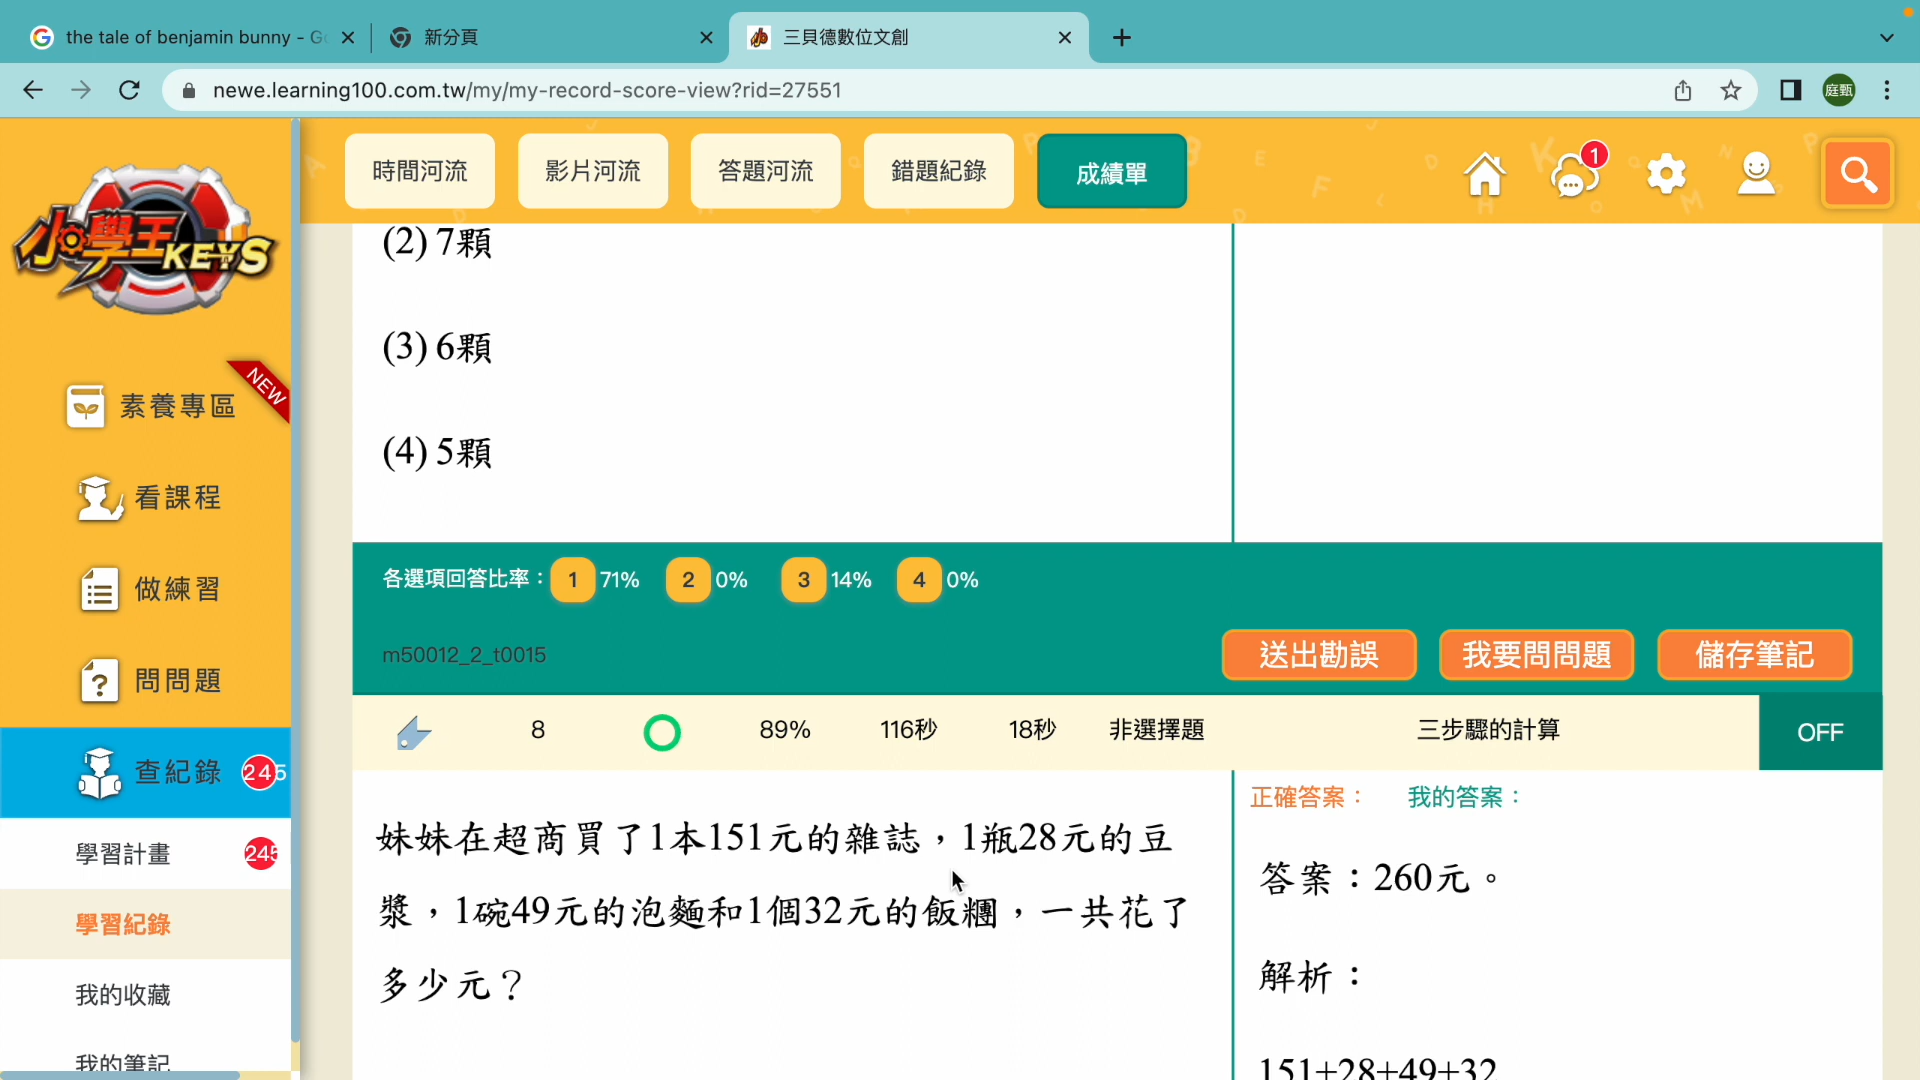 the tale of benjamin bunny - Go
新分頁
三貝德數位文創
newe.learning100.com.tw/my/my-record-score-view?rid=27551
庭甄
小學王KEYS
時間河流
影片河流
答題河流
錯題紀錄
成績單
1
NEW
素養專區
看課程
做練習
問問題
查紀錄 245
學習計畫 245
學習紀錄
我的收藏
我的筆記
(2) 7顆
(3) 6顆
(4) 5顆
各選項回答比率： 1 71% 2 0% 3 14% 4 0%
m50012_2_t0015
送出勘誤
我要問問題
儲存筆記
8 89% 116秒 18秒 非選擇題 三步驟的計算 OFF
妹妹在超商買了1本151元的雜誌，1瓶28元的豆
漿，1碗49元的泡麵和1個32元的飯糰，一共花了
多少元？
正確答案： 我的答案：
答案：260元。
解析：
151+28+49+32